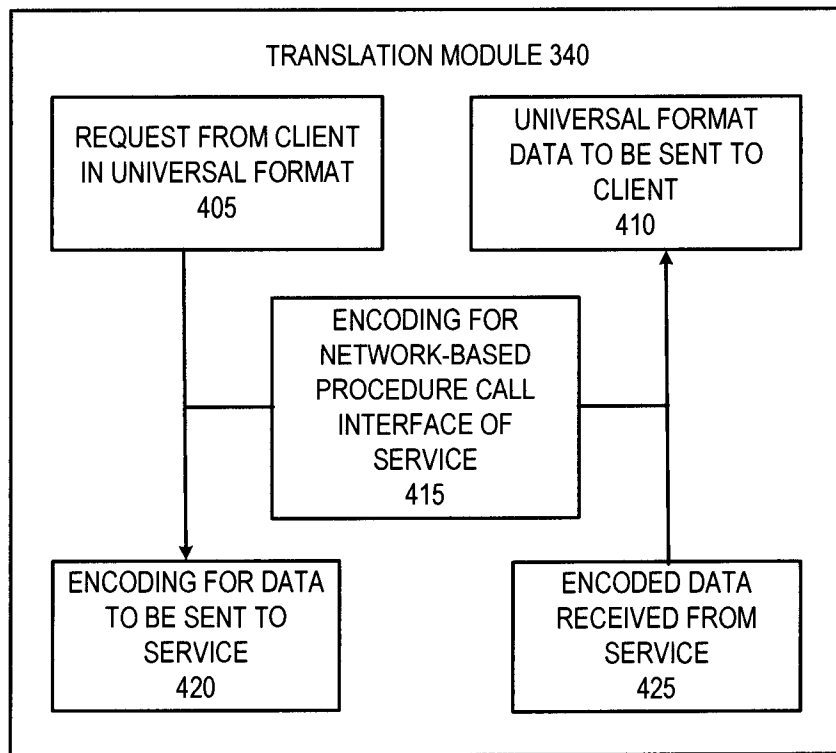 TRANSLATION MODULE 340
REQUEST FROM CLIENT
IN UNIVERSAL FORMAT
405
UNIVERSAL FORMAT
DATA TO BE SENT TO
CLIENT
410
ENCODING FOR
NETWORK-BASED
PROCEDURE CALL
INTERFACE OF
SERVICE
415
ENCODING FOR DATA
TO BE SENT TO
SERVICE
420
ENCODED DATA
RECEIVED FROM
SERVICE
425